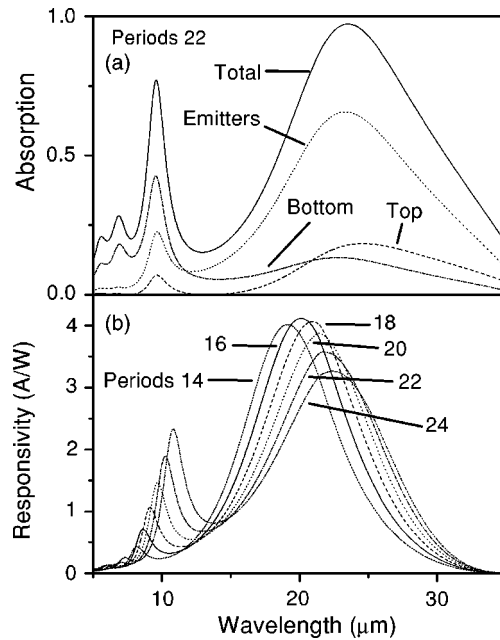 1.0
Periods 22
(a)
Total
Absorption
Emitters
0.5
Bottom
Top
0.0
(b)
4
16
18
20
Periods 14
22
24
3
2
1
0
Responsivity (A/W)
10
20
30
Wavelength (μm)